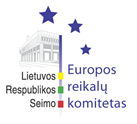 Lietuvos
Respublikos
Seimo
Europos
reikalų
komitetas